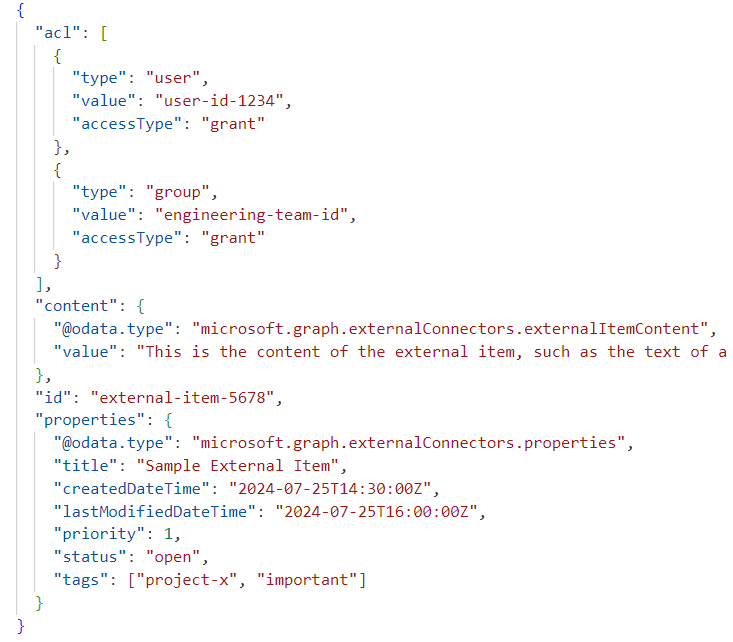 {
  "acl": [
    {
      "type": "user",
      "value": "user-id-1234",
      "accessType": "grant"
    },
    {
      "type": "group",
      "value": "engineering-team-id",
      "accessType": "grant"
    }
  ],
  "content": {
    "@odata.type": "microsoft.graph.externalConnectors.externalItemContent",
    "value": "This is the content of the external item, such as the text of a
  },
  "id": "external-item-5678",
  "properties": {
    "@odata.type": "microsoft.graph.externalConnectors.properties",
    "title": "Sample External Item",
    "createdDateTime": "2024-07-25T14:30:00Z",
    "lastModifiedDateTime": "2024-07-25T16:00:00Z",
    "priority": 1,
    "status": "open",
    "tags": ["project-x", "important"]
  }
}